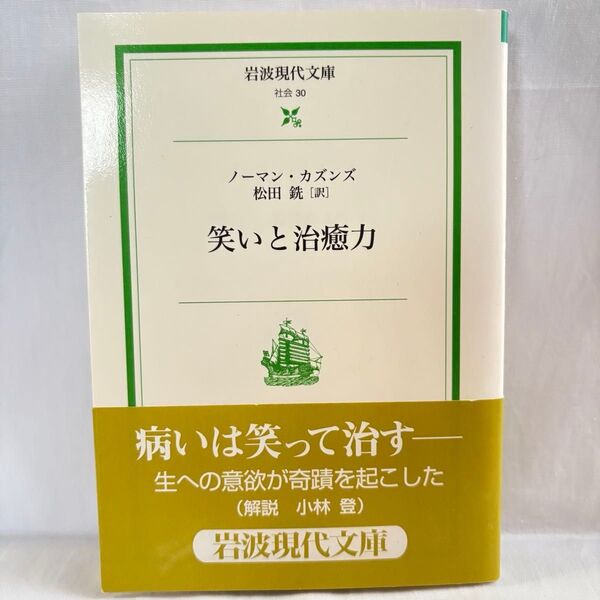 岩波現代文庫
社会 30
ノーマン・カズンズ
松田 銑[訳]
笑いと治癒力
病いは笑って治す──
生への意欲が奇蹟を起こした
(解説 小林 登)
岩波現代文庫